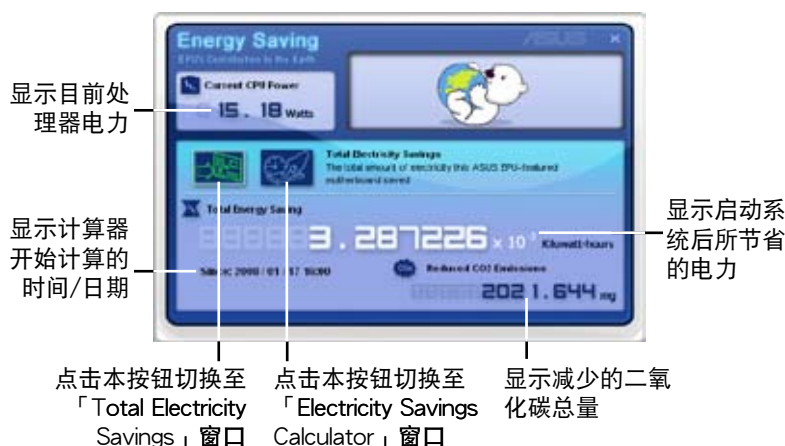 Energy Saving
ASUS
EPU's Contribution to the Earth
Current CPU Power
15.18 Watts
显示目前处
理器电力
Total Electricity Savings
The total amount of electricity this ASUS EPU-featured
motherboard saved
Total Energy Saving
3.287226 x 10⁻³ Kilowatt-hours
显示启动系
统后所节省
的电力
显示计算器
开始计算的
时间/日期
Since: 2008 / 01 / 17 16:00
CO2
Reduced CO2 Emissions
2021.644 mg
点击本按钮切换至
「Total Electricity
Savings」窗口
点击本按钮切换至
「Electricity Savings
Calculator」窗口
显示减少的二氧
化碳总量